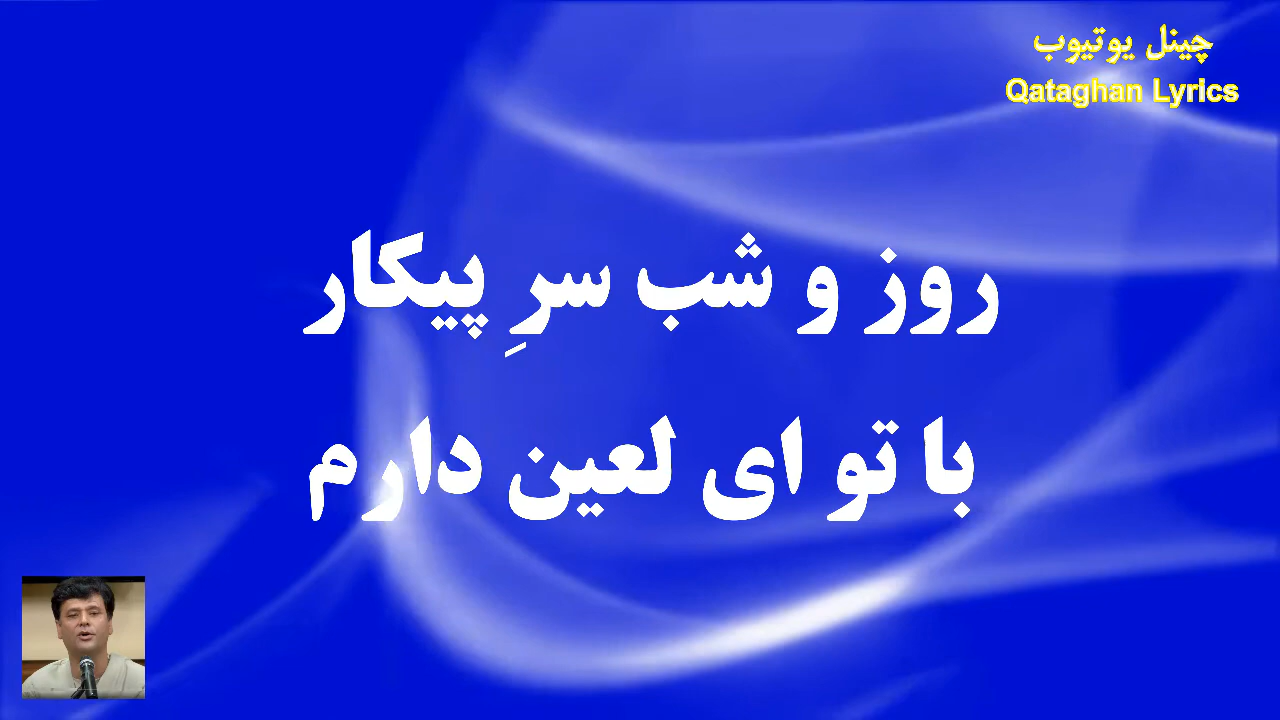 چینل یوتیوب
Qataghan Lyrics
روز و شب سرِ پیکار
با تو ای لعین دارم